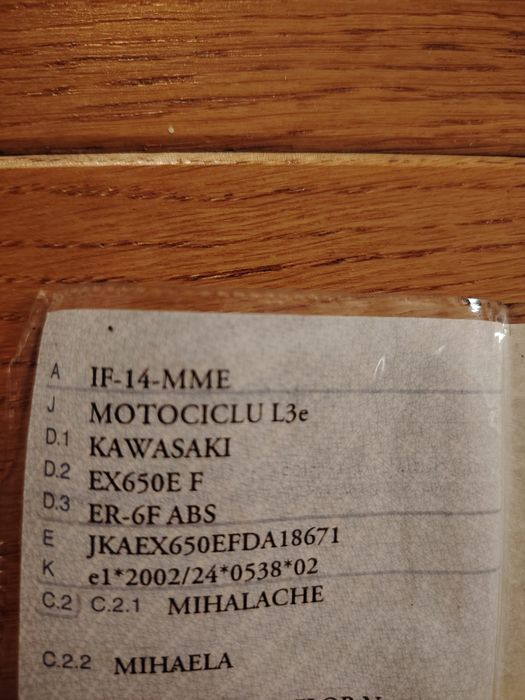 A IF-14-MME
J MOTOCICLU L3e
D.1 KAWASAKI
D.2 EX650E F
D.3 ER-6F ABS
E JKAEX650EFDA18671
K e1*2002/24*0538*02
C.2 C.2.1 MIHALACHE
C.2.2 MIHAELA